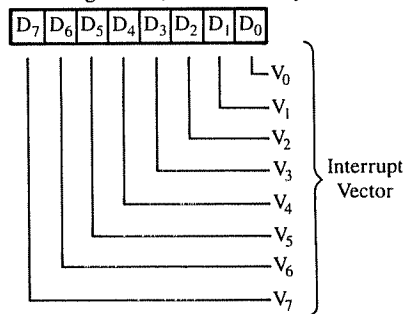 D7 D6 D5 D4 D3 D2 D1 D0
V0
V1
V2
V3
Interrupt
Vector
V4
V5
V6
V7